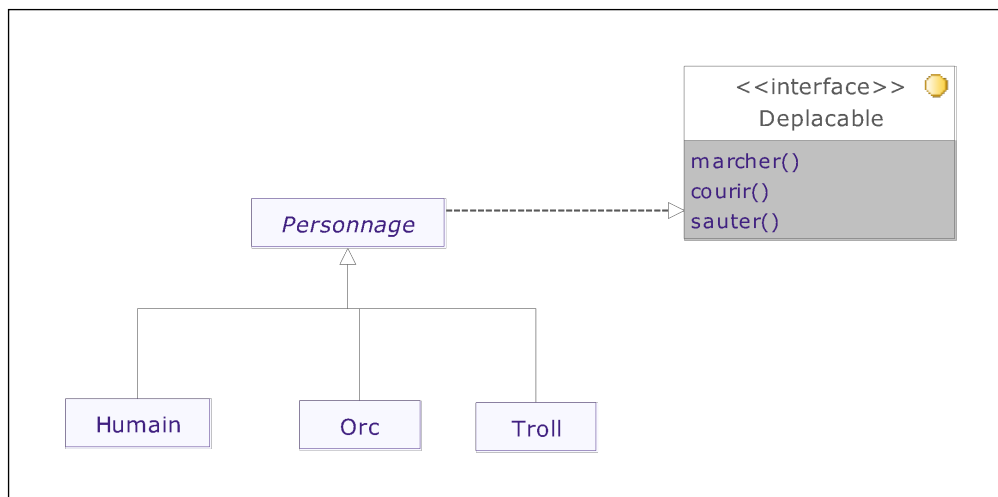 <<interface>>
Deplacable
marcher()
courir()
sauter()
Personnage
Humain
Orc
Troll